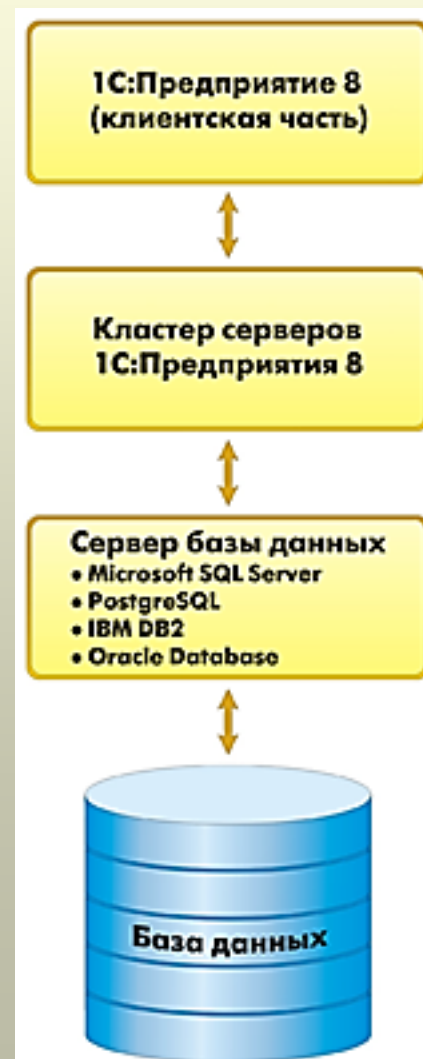 1С:Предприятие 8
(клиентская часть)
Кластер серверов
1С:Предприятия 8
Сервер базы данных
• Microsoft SQL Server
• PostgreSQL
• IBM DB2
• Oracle Database
База данных